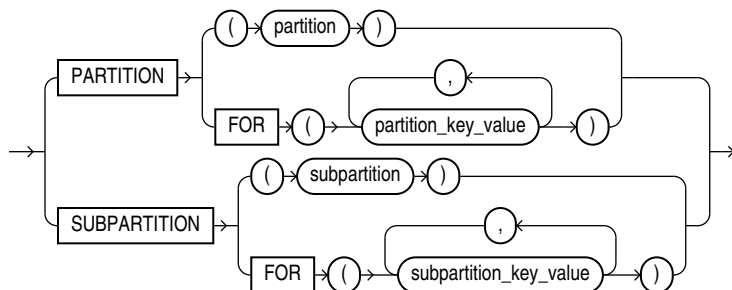 ( partition )
PARTITION
,
FOR ( partition_key_value )
( subpartition )
SUBPARTITION
,
FOR ( subpartition_key_value )